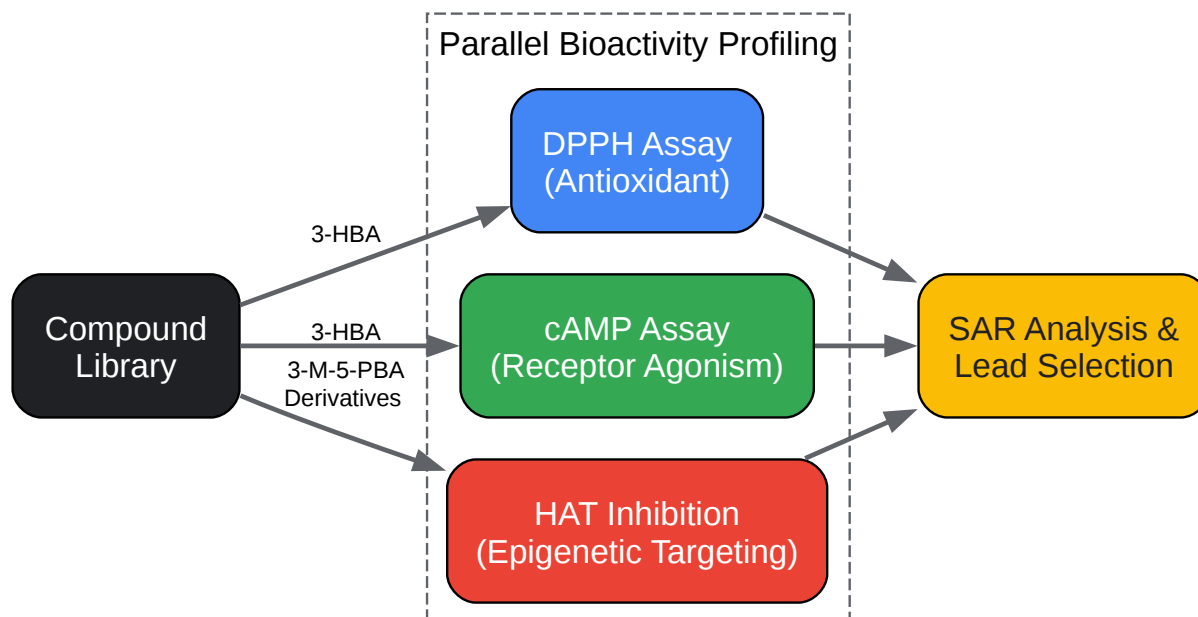 Parallel Bioactivity Profiling
DPPH Assay
(Antioxidant)
3-HBA
Compound
Library
3-HBA
3-M-5-PBA
Derivatives
cAMP Assay
(Receptor Agonism)
SAR Analysis &
Lead Selection
HAT Inhibition
(Epigenetic Targeting)